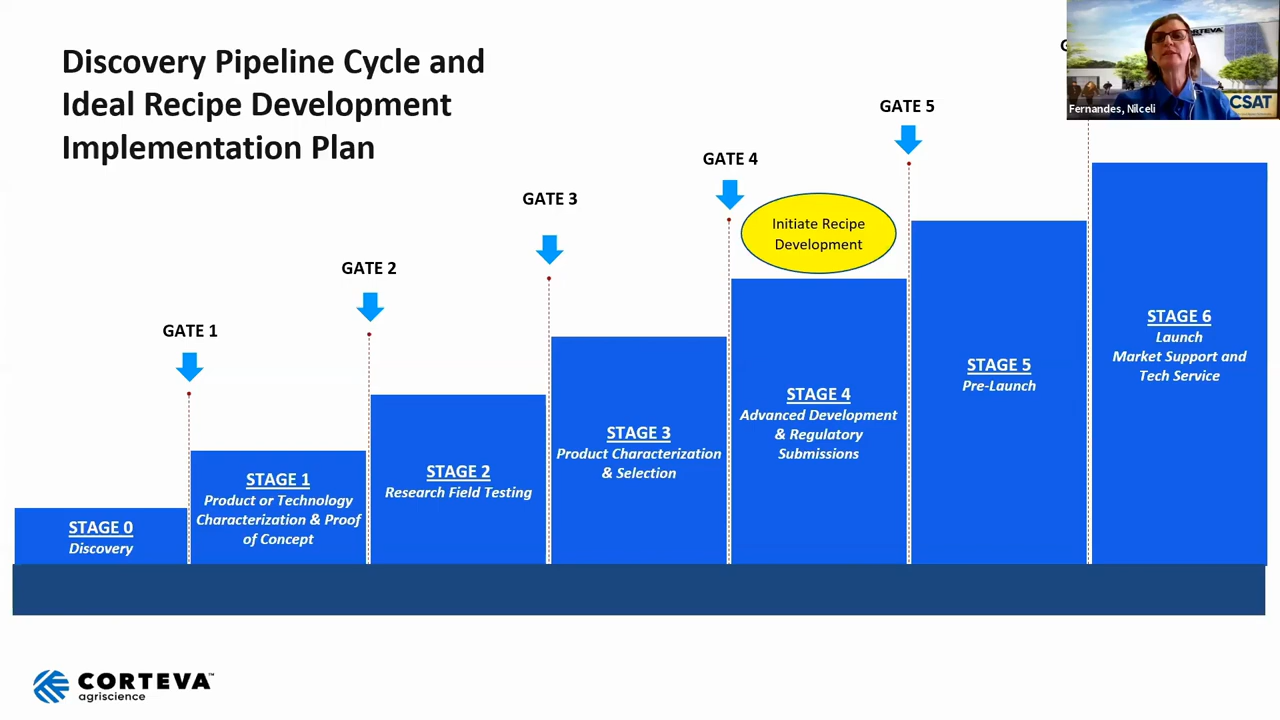 Discovery Pipeline Cycle and
Ideal Recipe Development
Implementation Plan
GATE 1
GATE 2
GATE 3
GATE 4
GATE 5
G
CORTEVA
CSAT
Fernandes, Nilceli
Initiate Recipe
Development
STAGE 0
Discovery
STAGE 1
Product or Technology
Characterization & Proof
of Concept
STAGE 2
Research Field Testing
STAGE 3
Product Characterization
& Selection
STAGE 4
Advanced Development
& Regulatory
Submissions
STAGE 5
Pre-Launch
STAGE 6
Launch
Market Support and
Tech Service
CORTEVA™
agriscience